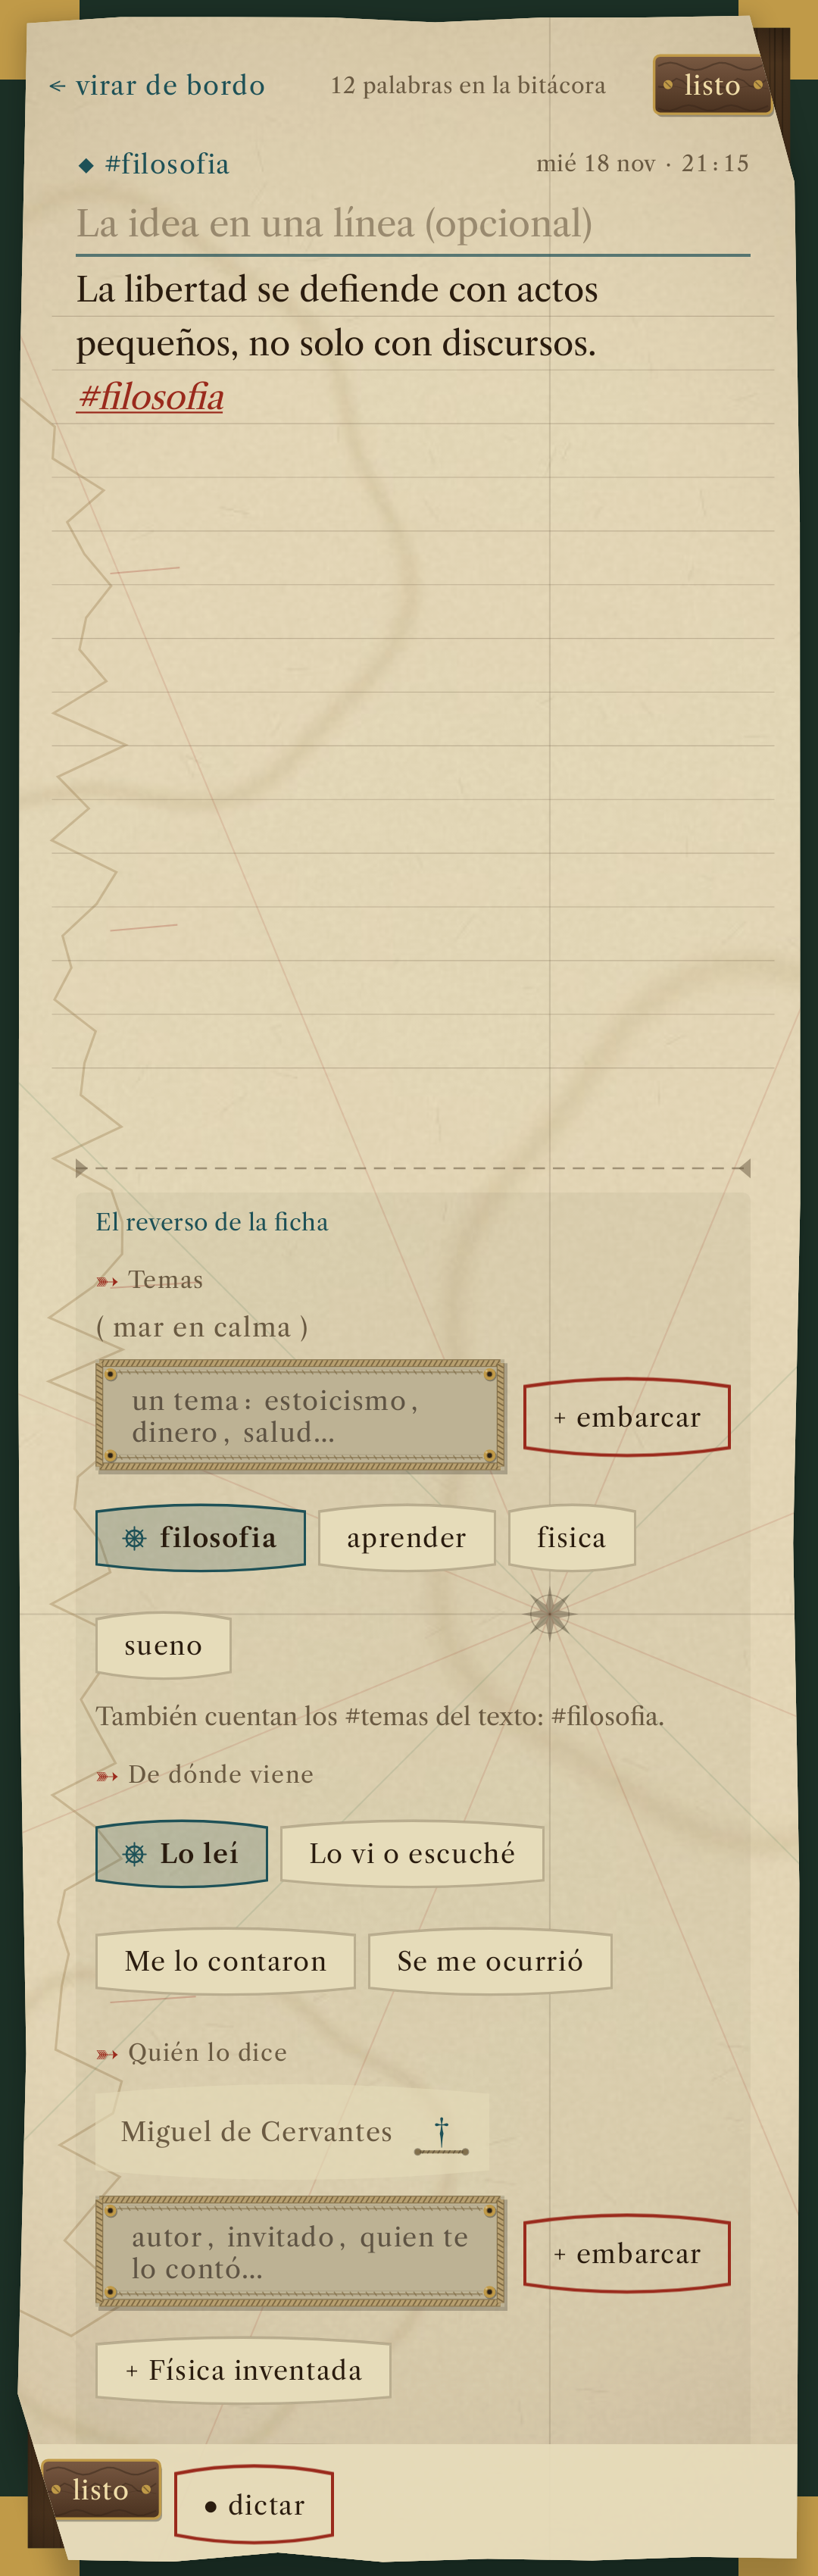 ← virar de bordo 12 palabras en la bitácora listo
◆ #filosofia mié 18 nov · 21:15
La idea en una línea (opcional)
La libertad se defiende con actos
pequeños, no solo con discursos.
#filosofia
El reverso de la ficha
Temas
( mar en calma )
un tema: estoicismo,
dinero, salud...
+ embarcar
filosofia aprender fisica
sueno
También cuentan los #temas del texto: #filosofia.
De dónde viene
Lo leí Lo vi o escuché
Me lo contaron Se me ocurrió
Quién lo dice
Miguel de Cervantes †
autor, invitado, quien te
lo contó...
+ embarcar
+ Física inventada
listo ● dictar